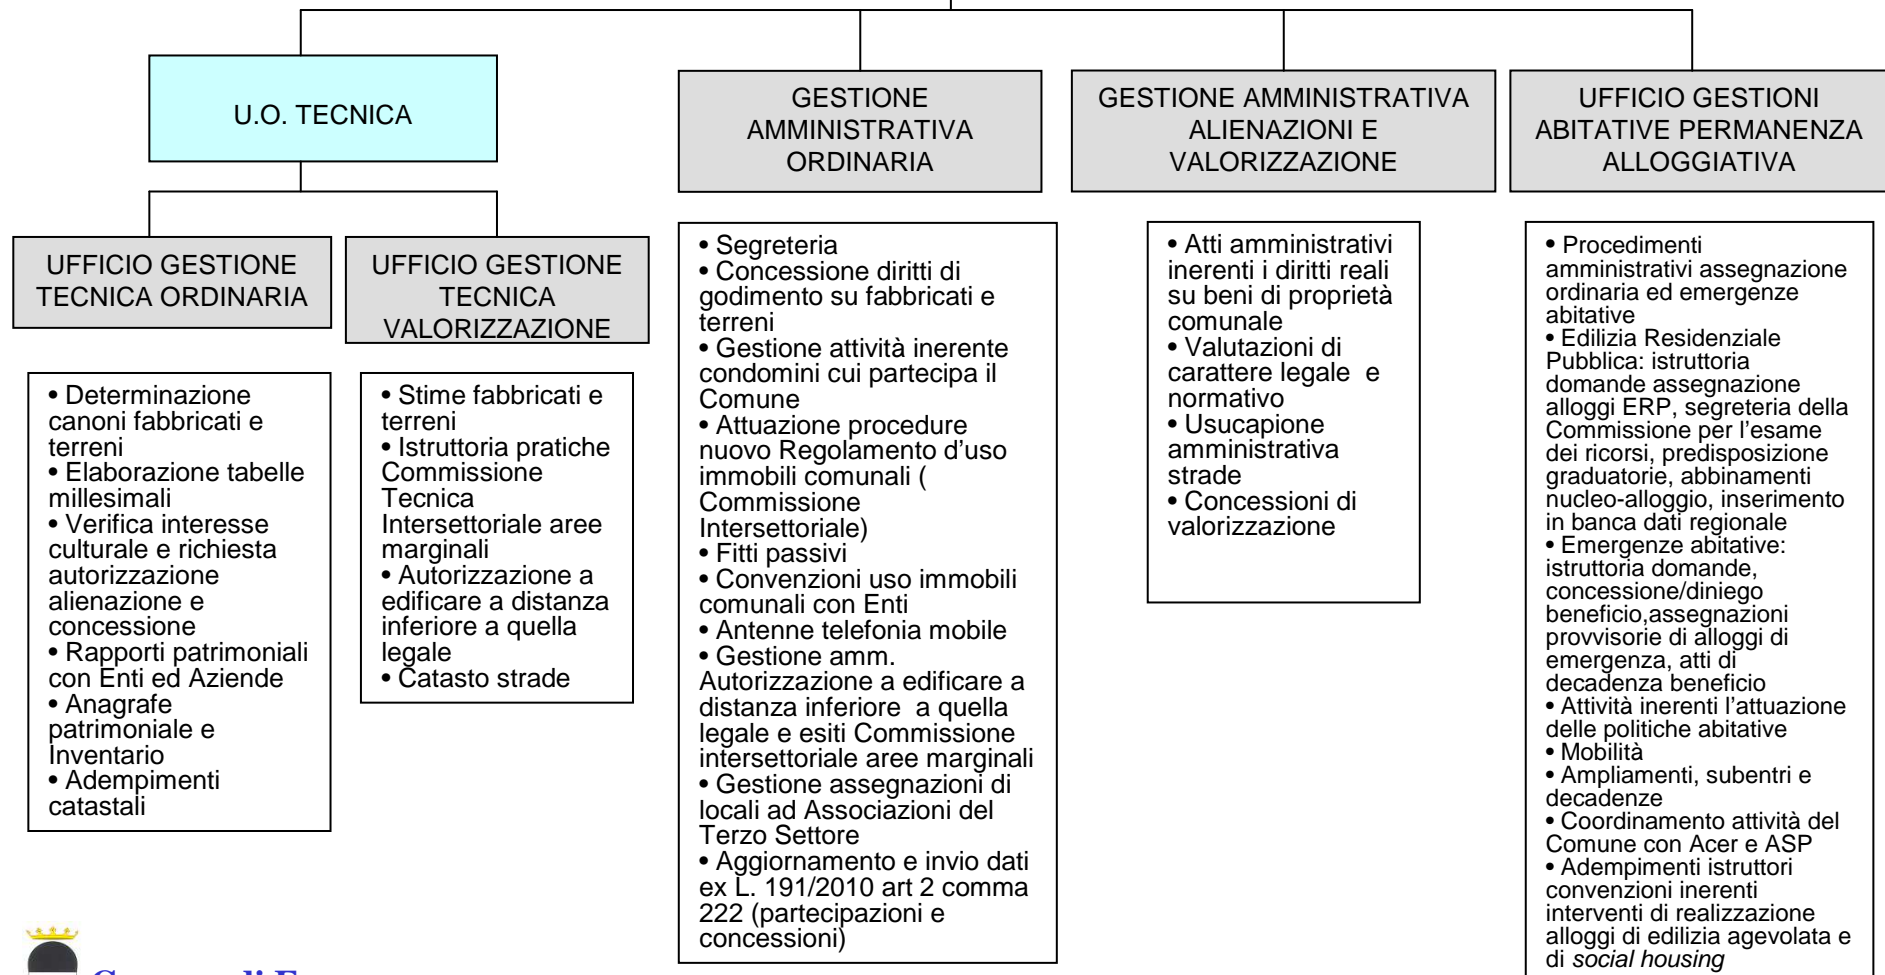 U.O. TECNICA
GESTIONE
AMMINISTRATIVA
ORDINARIA
GESTIONE AMMINISTRATIVA
ALIENAZIONI E
VALORIZZAZIONE
UFFICIO GESTIONI
ABITATIVE PERMANENZA
ALLOGGIATIVA
UFFICIO GESTIONE
TECNICA ORDINARIA
UFFICIO GESTIONE
TECNICA
VALORIZZAZIONE
• Determinazione
canoni fabbricati e
terreni
• Elaborazione tabelle
millesimali
• Verifica interesse
culturale e richiesta
autorizzazione
alienazione e
concessione
• Rapporti patrimoniali
con Enti ed Aziende
• Anagrafe
patrimoniale e
Inventario
• Adempimenti
catastali
• Stime fabbricati e
terreni
• Istruttoria pratiche
Commissione
Tecnica
Intersettoriale aree
marginali
• Autorizzazione a
edificare a distanza
inferiore a quella
legale
• Catasto strade
• Segreteria
• Concessione diritti di
godimento su fabbricati e
terreni
• Gestione attività inerente
condomini cui partecipa il
Comune
• Attuazione procedure
nuovo Regolamento d'uso
immobili comunali (
Commissione
Intersettoriale)
• Fitti passivi
• Convenzioni uso immobili
comunali con Enti
• Antenne telefonia mobile
• Gestione amm.
Autorizzazione a edificare a
distanza inferiore a quella
legale e esiti Commissione
intersettoriale aree marginali
• Gestione assegnazioni di
locali ad Associazioni del
Terzo Settore
• Aggiornamento e invio dati
ex L. 191/2010 art 2 comma
222 (partecipazioni e
concessioni)
• Atti amministrativi
inerenti i diritti reali
su beni di proprietà
comunale
• Valutazioni di
carattere legale e
normativo
• Usucapione
amministrativa
strade
• Concessioni di
valorizzazione
• Procedimenti
amministrativi assegnazione
ordinaria ed emergenze
abitative
• Edilizia Residenziale
Pubblica: istruttoria
domande assegnazione
alloggi ERP, segreteria della
Commissione per l'esame
dei ricorsi, predisposizione
graduatorie, abbinamenti
nucleo-alloggio, inserimento
in banca dati regionale
• Emergenze abitative:
istruttoria domande,
concessione/diniego
beneficio,assegnazioni
provvisorie di alloggi di
emergenza, atti di
decadenza beneficio
• Attività inerenti l'attuazione
delle politiche abitative
• Mobilità
• Ampliamenti, subentri e
decadenze
• Coordinamento attività del
Comune con Acer e ASP
• Adempimenti istruttori
convenzioni inerenti
interventi di realizzazione
alloggi di edilizia agevolata e
di social housing